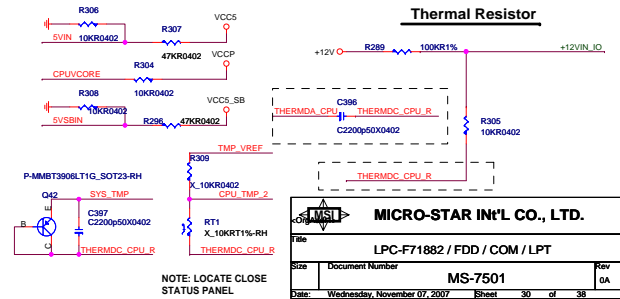 Thermal Resistor
R306
10KR0402
5VIN
R307
47KR0402
VCC5
CPUVCORE
R304
10KR0402
VCCP
R308
10KR0402
5VSBIN
R296
47KR0402
VCC5_SB
+12V
R289
100KR1%
+12VIN_IO
C396
THERMDA_CPU
THERMDC_CPU_R
C2200p50X0402
R305
10KR0402
THERMDC_CPU_R
TMP_VREF
R309
X_10KR0402
CPU_TMP_2
RT1
X_10KRT1%-RH
THERMDC_CPU_R
P-MMBT3906LT1G_SOT23-RH
Q42
SYS_TMP
E
B
C
C397
C2200p50X0402
THERMDC_CPU_R
NOTE: LOCATE CLOSE
STATUS PANEL
MSI
MICRO-STAR INt'L CO., LTD.
Title
LPC-F71882 / FDD / COM / LPT
Size
Document Number
Rev
MS-7501
0A
Date: Wednesday, November 07, 2007 Sheet 30 of 38